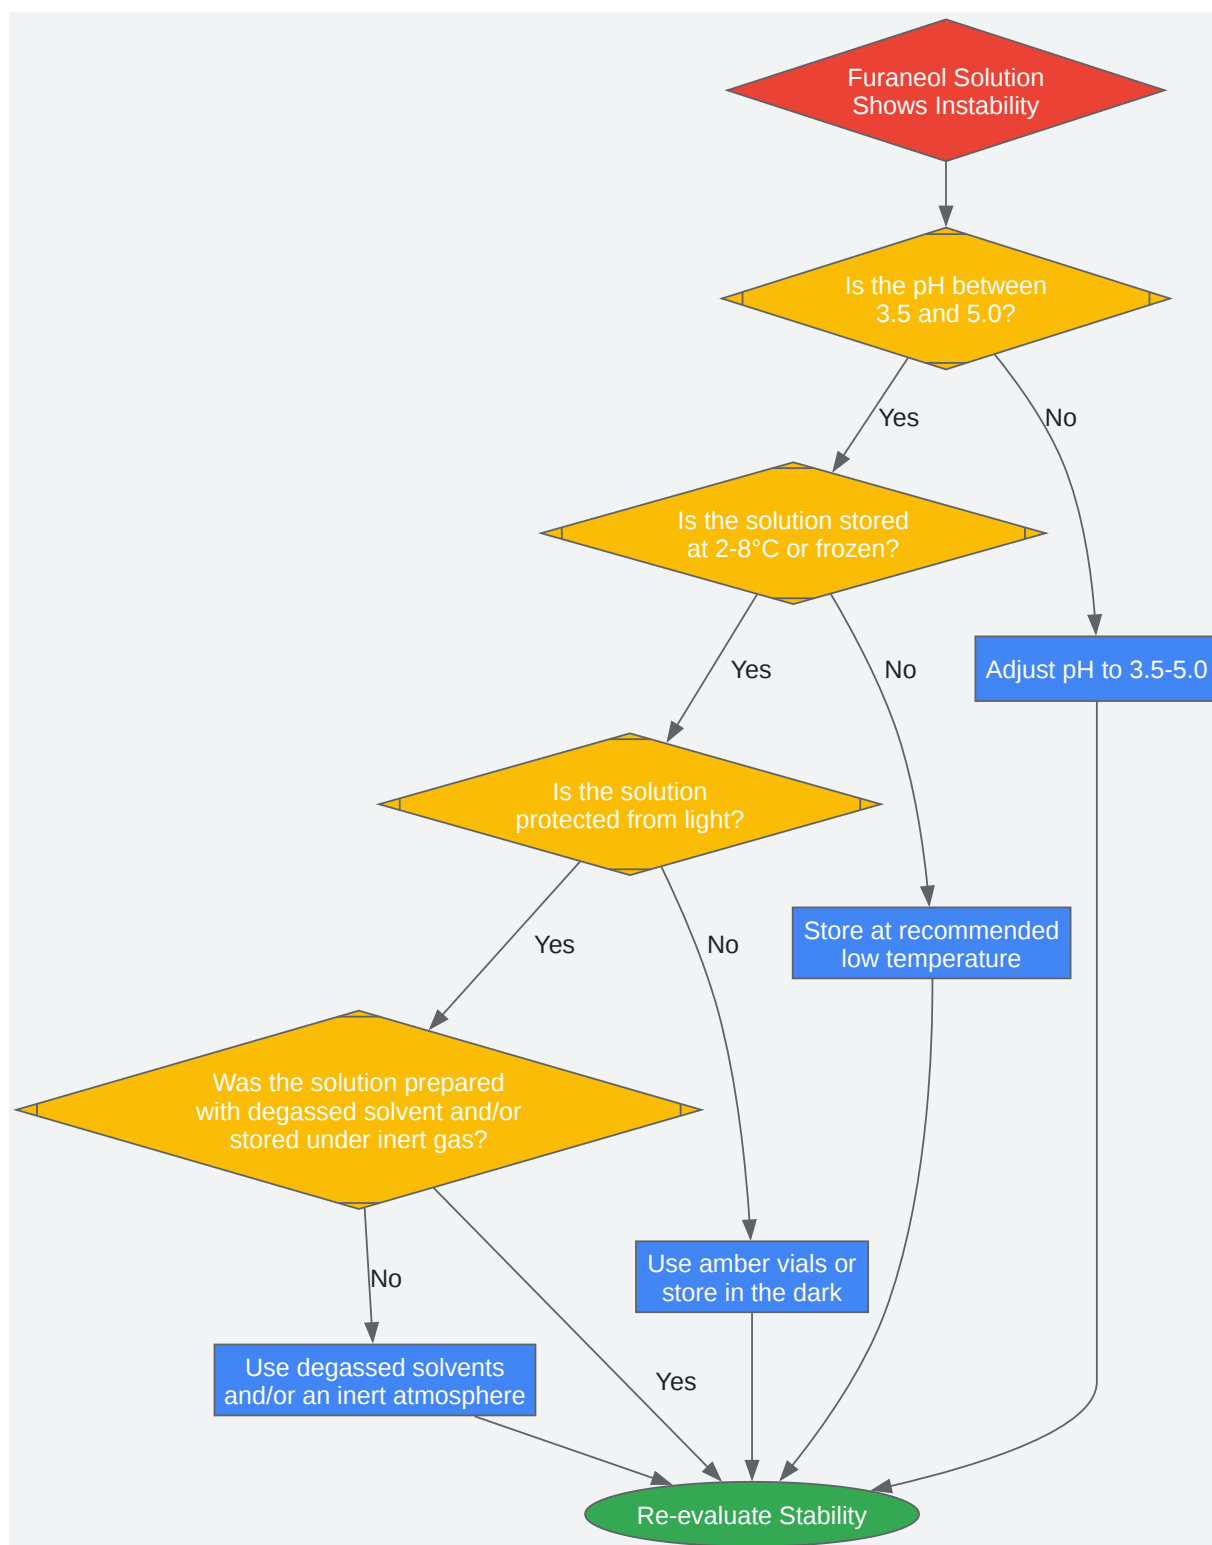 Furaneol Solution
Shows Instability
Is the pH between
3.5 and 5.0?
Yes
No
Is the solution stored
at 2-8°C or frozen?
Yes
No
Adjust pH to 3.5-5.0
Is the solution
protected from light?
Yes
No
Store at recommended
low temperature
Was the solution prepared
with degassed solvent and/or
stored under inert gas?
No
Yes
Use amber vials or
store in the dark
Use degassed solvents
and/or an inert atmosphere
Re-evaluate Stability